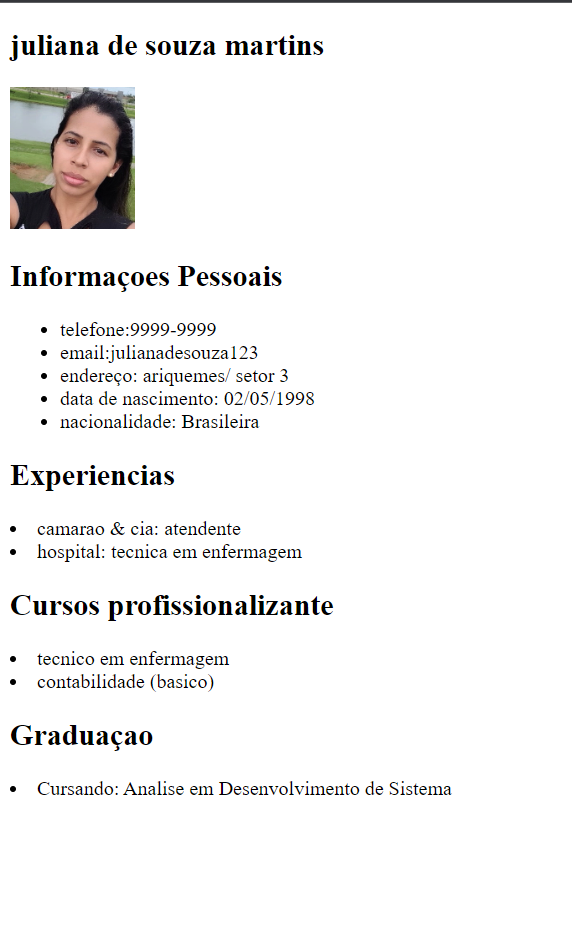 juliana de souza martins
Informaçoes Pessoais
telefone:9999-9999
email:julianadesouza123
endereço: ariquemes/ setor 3
data de nascimento: 02/05/1998
nacionalidade: Brasileira
Experiencias
camarao & cia: atendente
hospital: tecnica em enfermagem
Cursos profissionalizante
tecnico em enfermagem
contabilidade (basico)
Graduaçao
Cursando: Analise em Desenvolvimento de Sistema